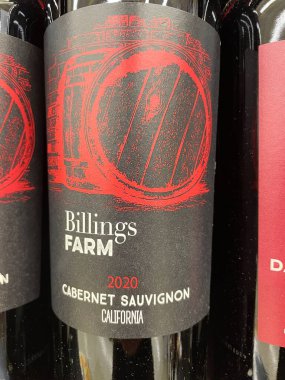 Billings
FARM
2020
CABERNET SAUVIGNON
CALIFORNIA